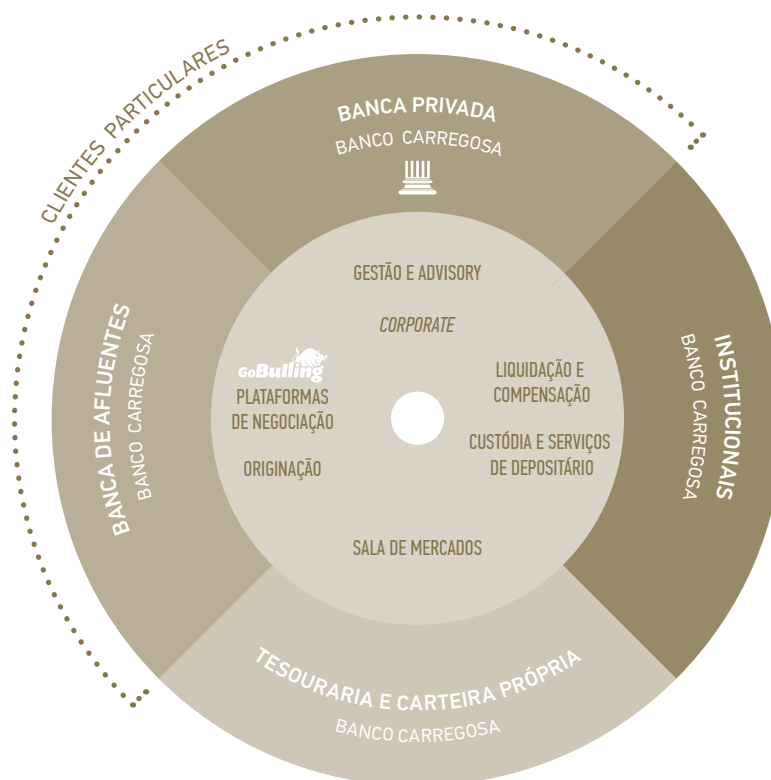 CLIENTES PARTICULARES
BANCA PRIVADA
BANCO CARREGOSA
GESTÃO E ADVISORY
CORPORATE
BANCA DE AFLUENTES
BANCO CARREGOSA
GoBulling
PLATAFORMAS
DE NEGOCIAÇÃO
ORIGINAÇÃO
LIQUIDAÇÃO E
COMPENSAÇÃO
CUSTÓDIA E SERVIÇOS
DE DEPOSITÁRIO
INSTITUCIONAIS
BANCO CARREGOSA
SALA DE MERCADOS
TESOURARIA E CARTEIRA PRÓPRIA
BANCO CARREGOSA